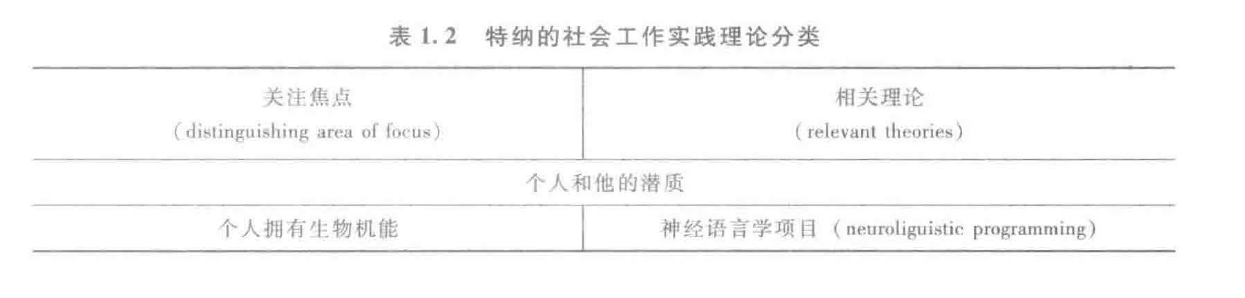 表 1. 2 特纳的社会工作实践理论分类
关注焦点
(distinguishing area of focus)
相关理论
(relevant theories)
个人和他的潜质
个人拥有生物机能
神经语言学项目 (neuroliguistic programming)